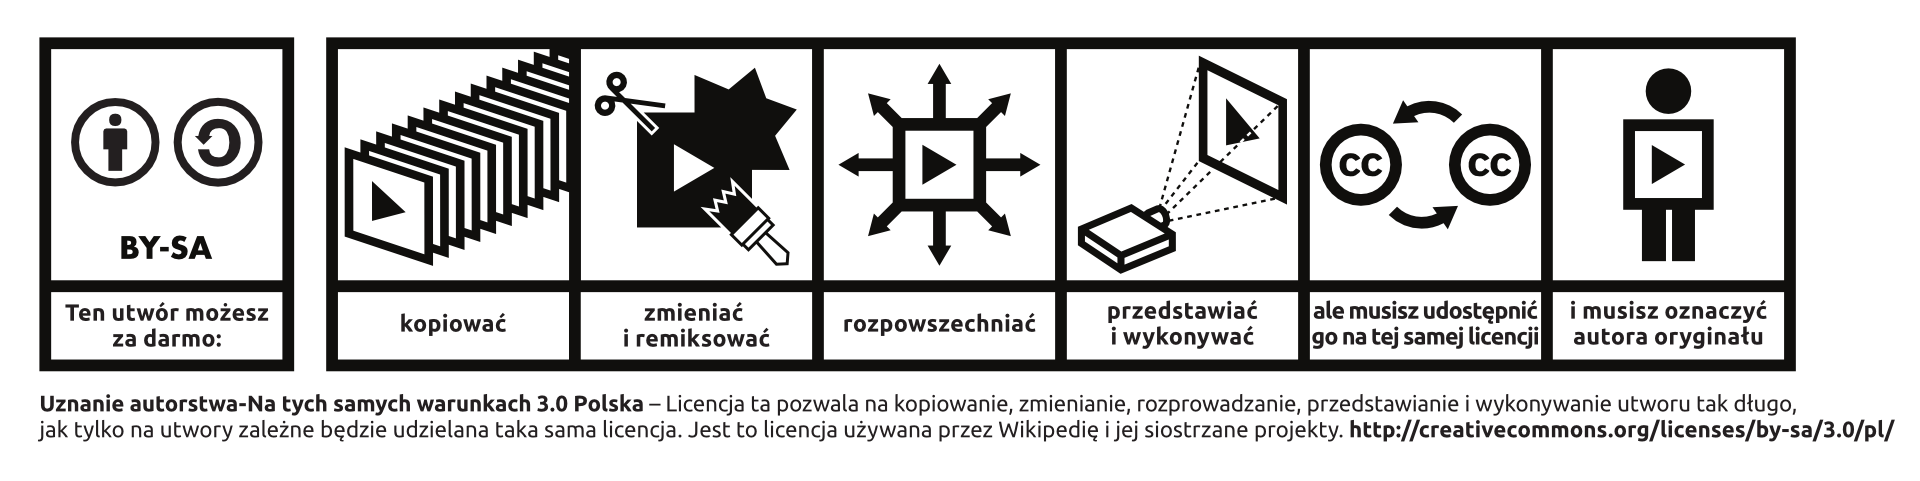 BY-SA
Ten utwór możesz
za darmo:
kopiować
zmieniać
i remiksować
rozpowszechniać
przedstawiać
i wykonywać
cc
cc
ale musisz udostępnić
go na tej samej licencji
i musisz oznaczyć
autora oryginału
Uznanie autorstwa-Na tych samych warunkach 3.0 Polska – Licencja ta pozwala na kopiowanie, zmienianie, rozprowadzanie, przedstawianie i wykonywanie utworu tak długo,
jak tylko na utwory zależne będzie udzielana taka sama licencja. Jest to licencja używana przez Wikipedię i jej siostrzane projekty. http://creativecommons.org/licenses/by-sa/3.0/pl/